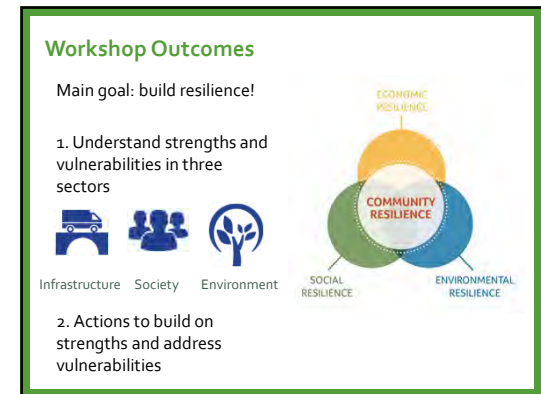 Workshop Outcomes
Main goal: build resilience!
1. Understand strengths and
vulnerabilities in three
sectors
Infrastructure Society Environment
2. Actions to build on
strengths and address
vulnerabilities
ECONOMIC
RESILIENCE
COMMUNITY
RESILIENCE
SOCIAL
RESILIENCE
ENVIRONMENTAL
RESILIENCE